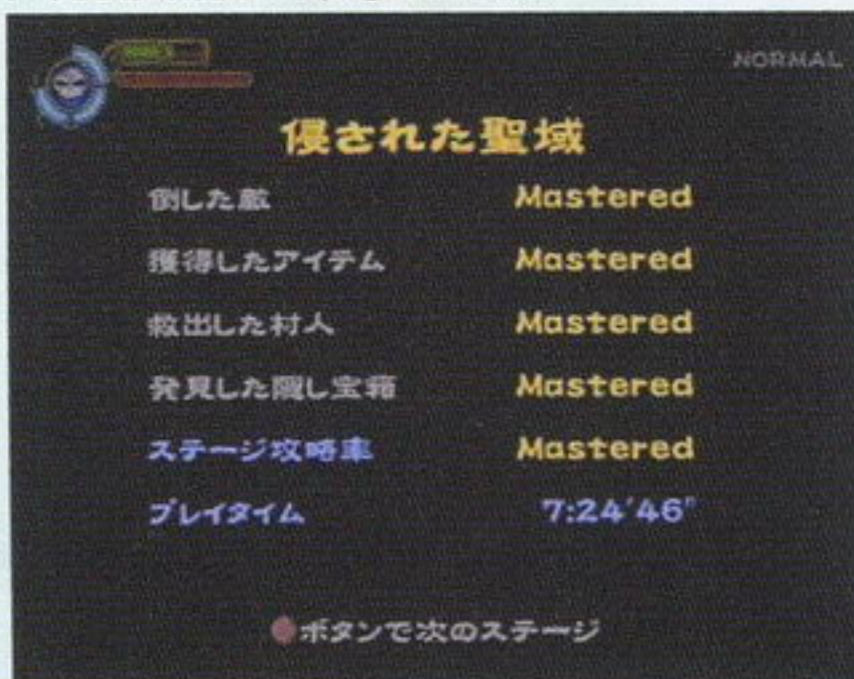 NORMAL
侵された聖域
倒した敵 Mastered
獲得したアイテム Mastered
救出した村人 Mastered
発見した隠し宝箱 Mastered
ステージ攻略率 Mastered
プレイタイム 7:24'46"
●ボタンで次のステージ